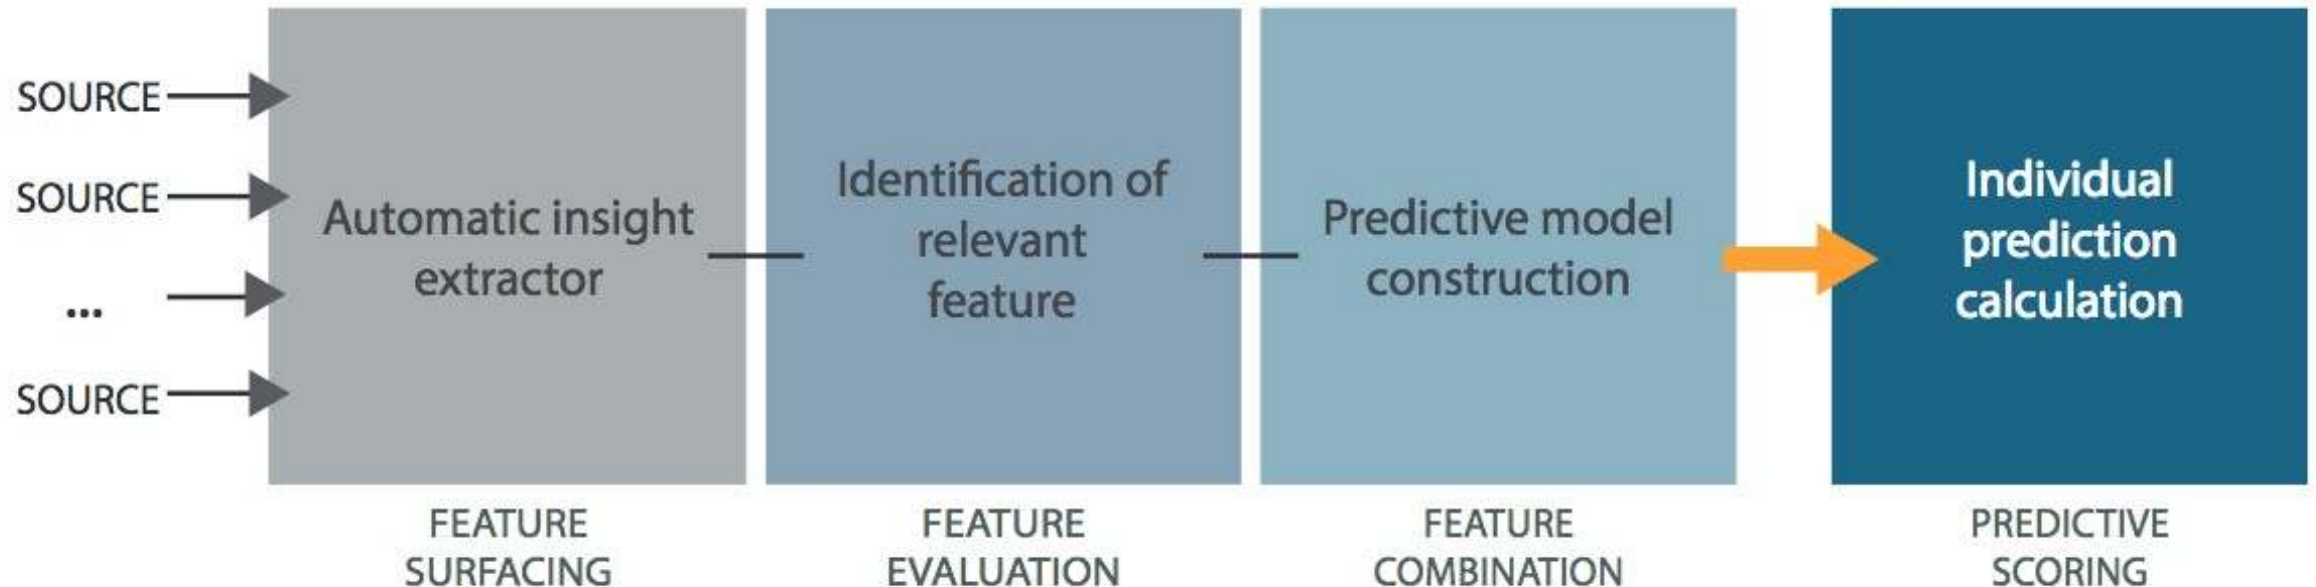 SOURCE
SOURCE
...
SOURCE
Automatic insight
extractor
Identification of
relevant
feature
Predictive model
construction
Individual
prediction
calculation
FEATURE
SURFACING
FEATURE
EVALUATION
FEATURE
COMBINATION
PREDICTIVE
SCORING